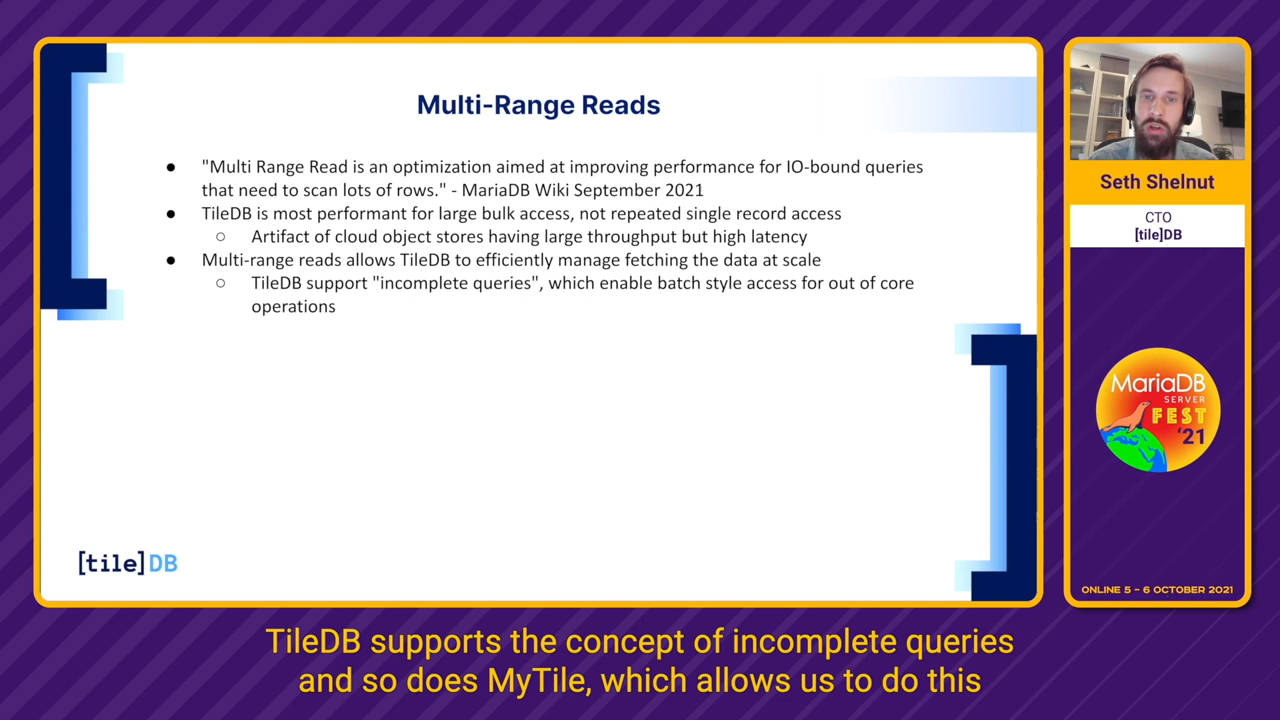 Multi-Range Reads
● "Multi Range Read is an optimization aimed at improving performance for IO-bound queries
that need to scan lots of rows." - MariaDB Wiki September 2021
● TileDB is most performant for large bulk access, not repeated single record access
○ Artifact of cloud object stores having large throughput but high latency
● Multi-range reads allows TileDB to efficiently manage fetching the data at scale
○ TileDB support "incomplete queries", which enable batch style access for out of core
operations
[tile]DB
Seth Shelnut
CTO
[tile]DB
MariaDB
SERVER
FEST
'21
ONLINE 5 – 6 OCTOBER 2021
TileDB supports the concept of incomplete queries
and so does MyTile, which allows us to do this